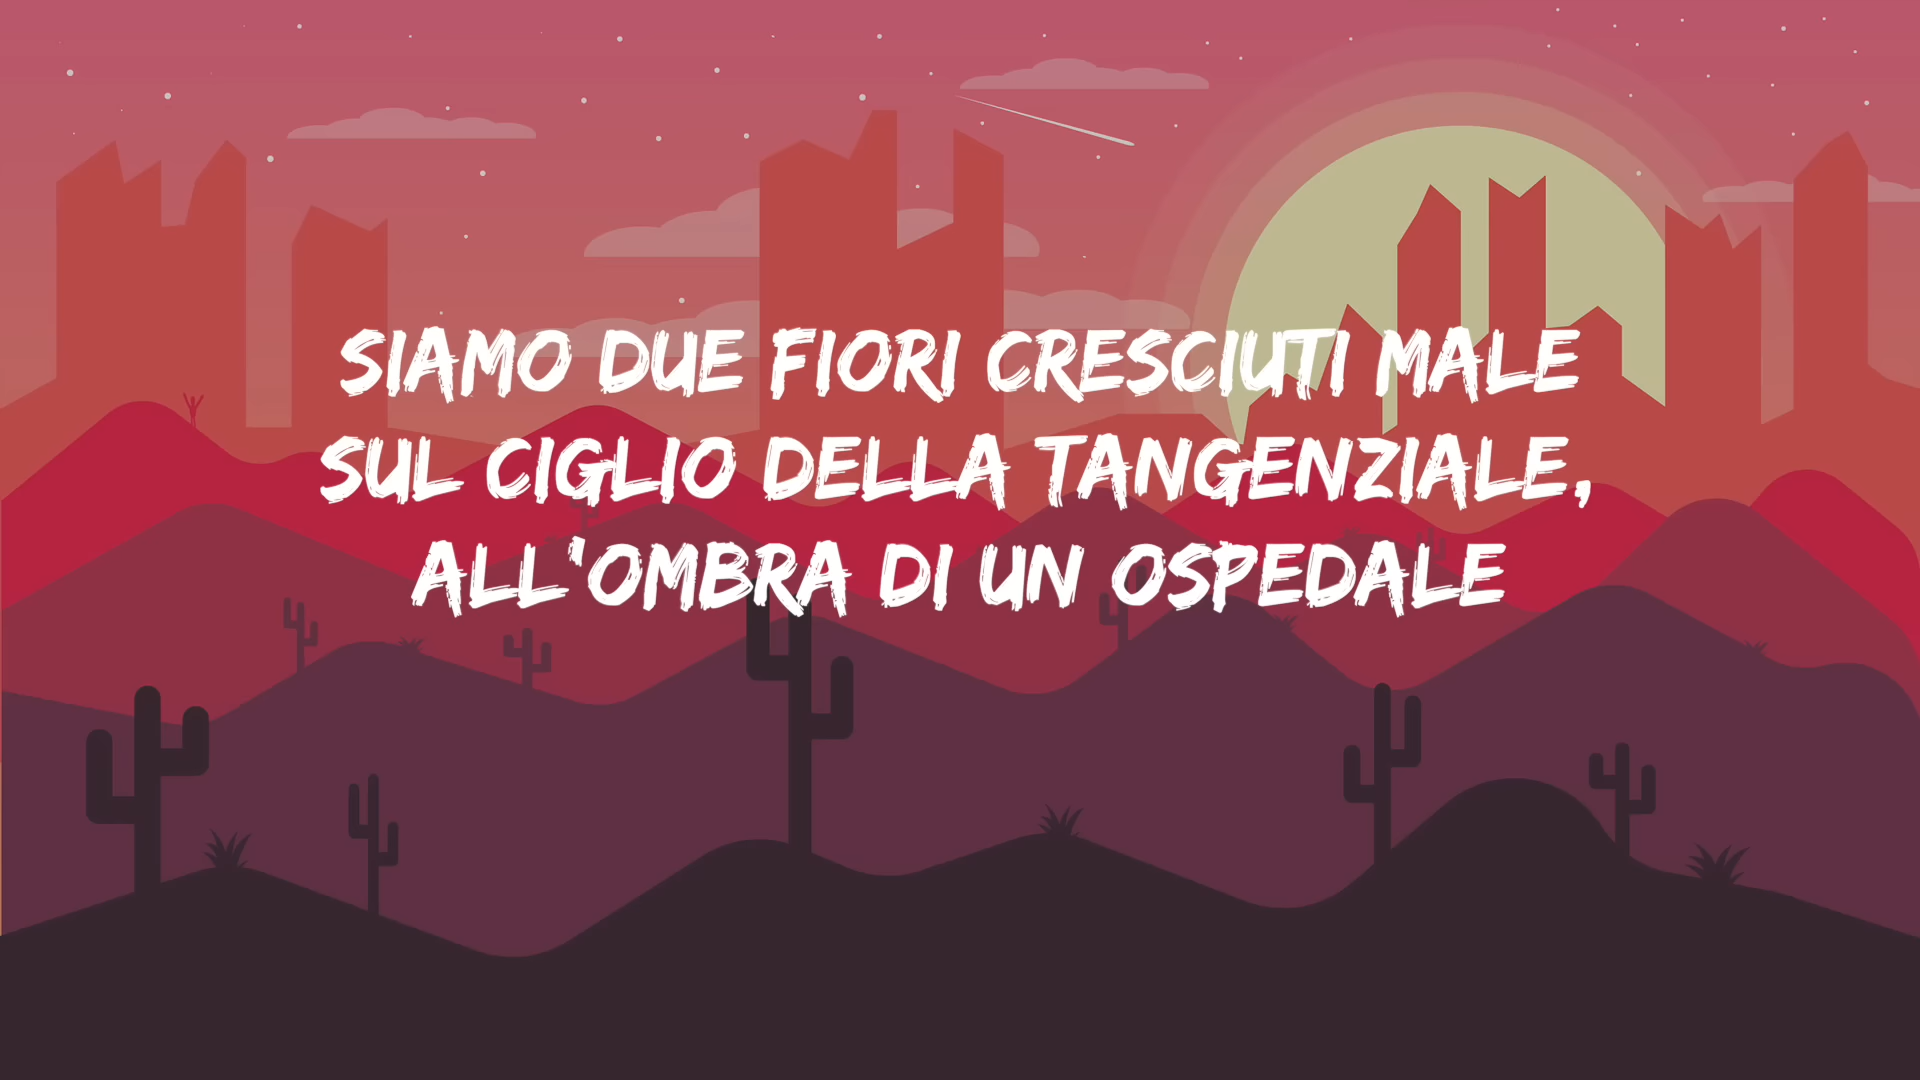 SIAMO DUE FIORI CRESCIUTI MALE
SUL CIGLIO DELLA TANGENZIALE,
ALL'OMBRA DI UN OSPEDALE